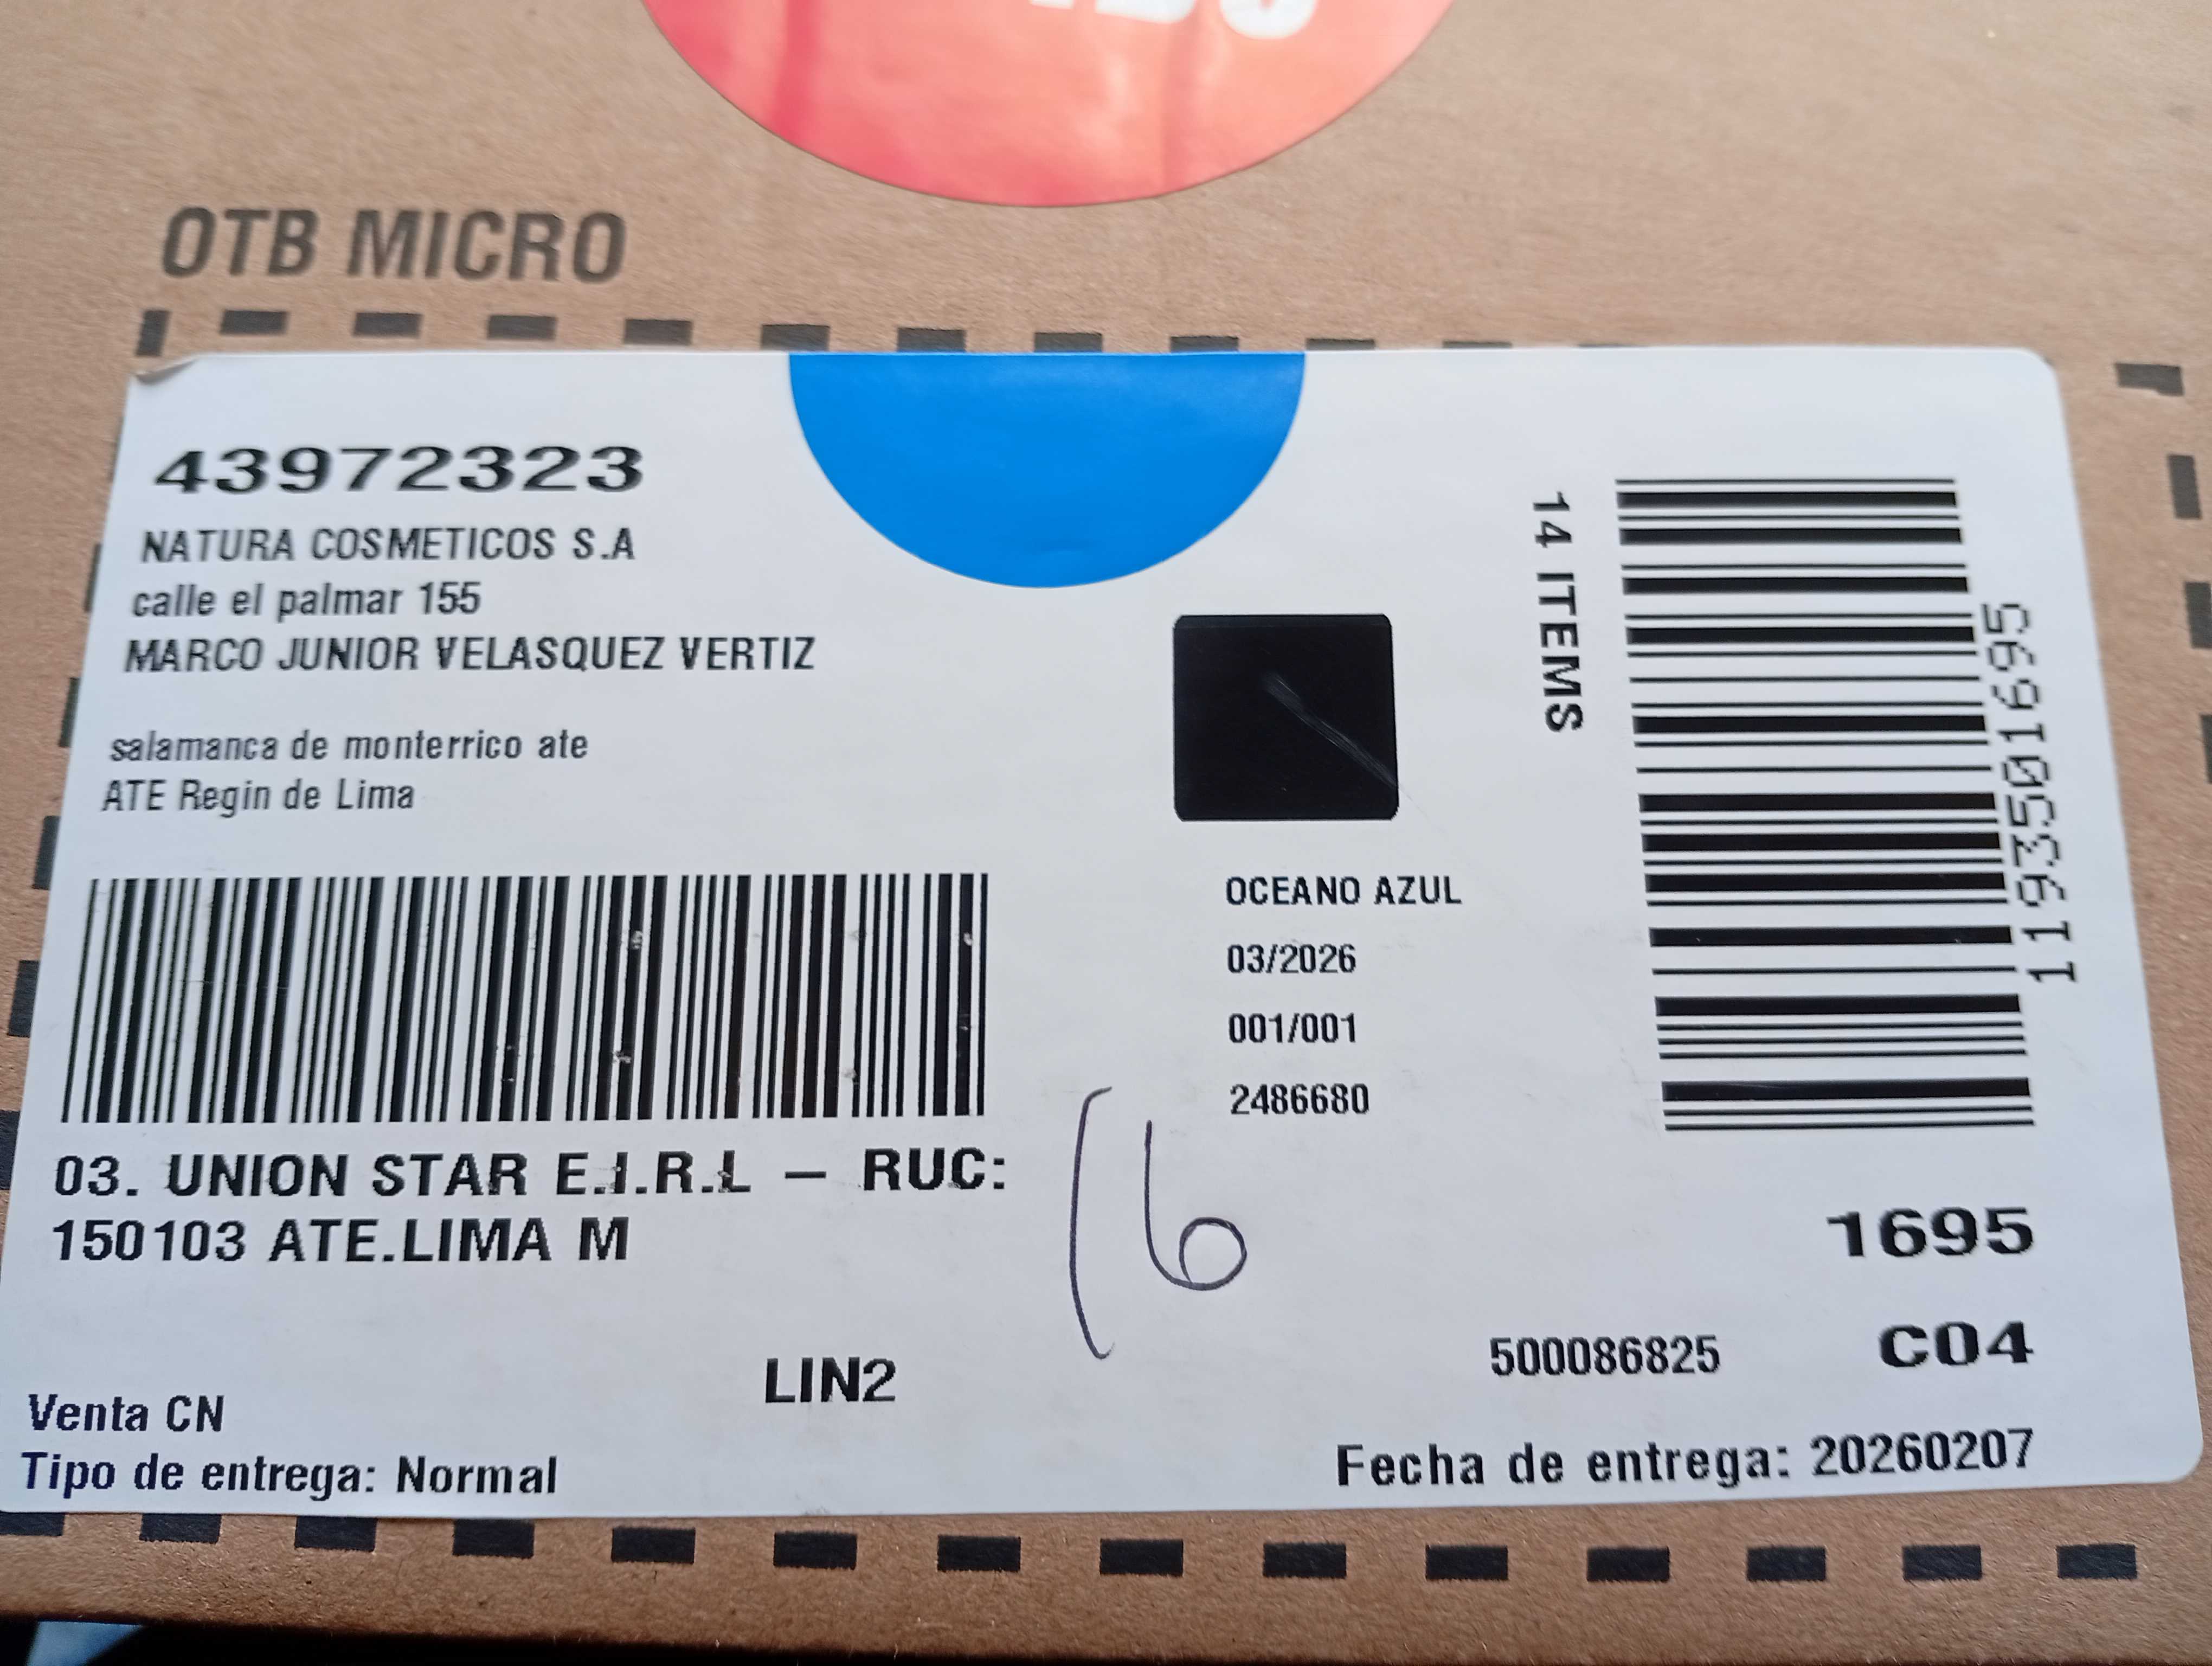 OTB MICRO
43972323
NATURA COSMETICOS S.A
calle el palmar 155
MARCO JUNIOR VELASQUEZ VERTIZ
salamanca de monterrico ate
ATE Regin de Lima
14 ITEMS
1193501695
OCEANO AZUL
03/2026
001/001
2486680
03. UNION STAR E.I.R.L – RUC:
150103 ATE.LIMA M
1695
500086825 C04
LIN2
Venta CN
Tipo de entrega: Normal
Fecha de entrega: 20260207